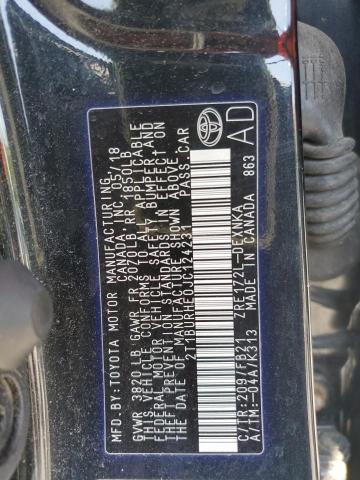 MFD.BY:TOYOTA MOTOR MANUFACTURING
CANADA, INC. 05/18
GVWR 3820 LB GAWR FR 2070LB RR 1850LB
THIS VEHICLE CONFORMS TO ALL APPLICABLE
FEDERAL MOTOR VEHICLE SAFETY, BUMPER, AND
THEFT PREVENTION STANDARDS IN EFFECT ON
THE DATE OF MANUFACTURE SHOWN ABOVE.
2T1BURHE0JC124231 PASS.CAR
AD
C/TR: 209/FB21 ZRE172L-DEXNKA
A/TM:-04A/K313 MADE IN CANADA 863